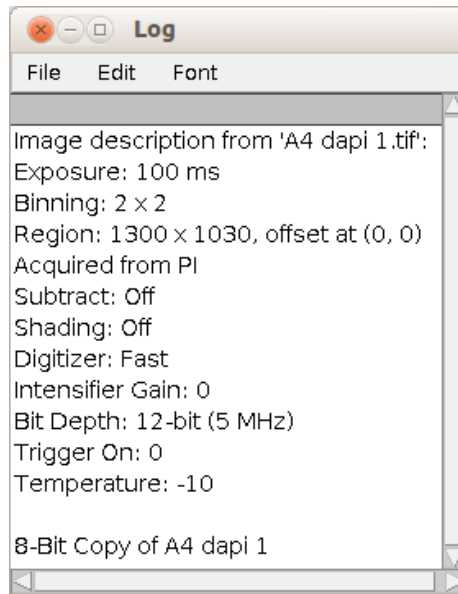 Log
File Edit Font
Image description from 'A4 dapi 1.tif':
Exposure: 100 ms
Binning: 2 x 2
Region: 1300 x 1030, offset at (0, 0)
Acquired from PI
Subtract: Off
Shading: Off
Digitizer: Fast
Intensifier Gain: 0
Bit Depth: 12-bit (5 MHz)
Trigger On: 0
Temperature: -10
8-Bit Copy of A4 dapi 1